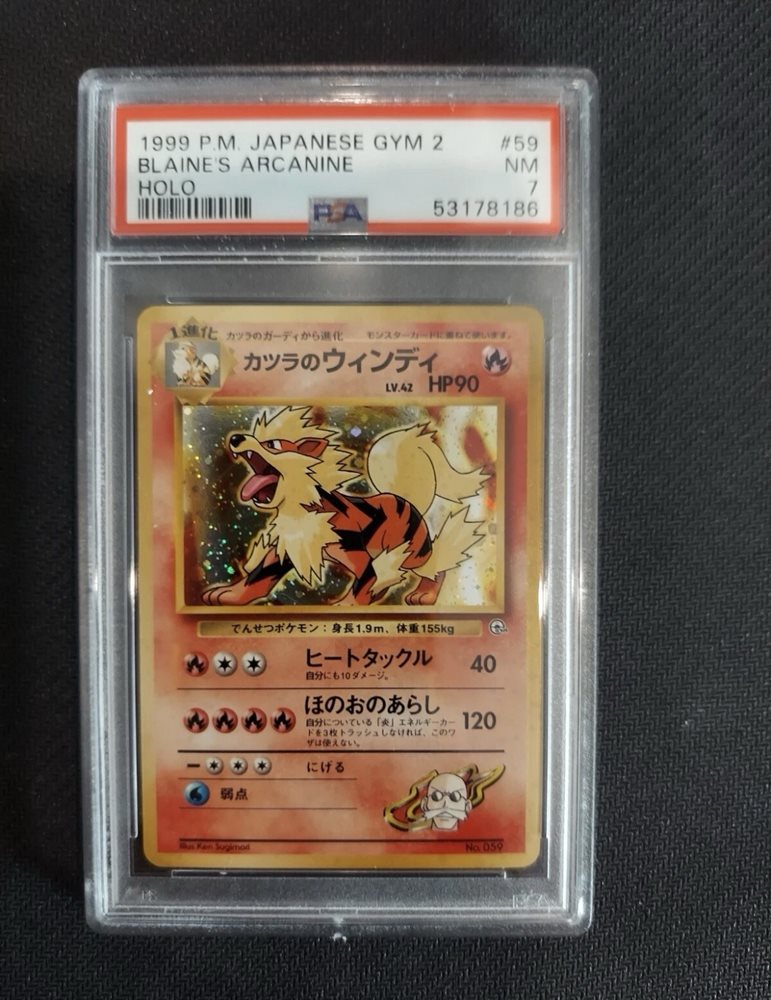 1999 P.M. JAPANESE GYM 2 #59
BLAINE'S ARCANINE NM
HOLO 7
PSA 53178186
1進化 カツラのガーディから進化 モンスターカードに重ねて使います。
カツラのウィンディ
LV.42 HP90
でんせつポケモン：身長1.9m、体重155kg
ヒートタックル 40
自分にも10ダメージ。
ほのおのあらし 120
自分についている「炎」エネルギーカー
ドを3枚トラッシュしなければ、このワ
ザは使えない。
ー にげる
弱点
Illus. Ken Sugimori No. 059